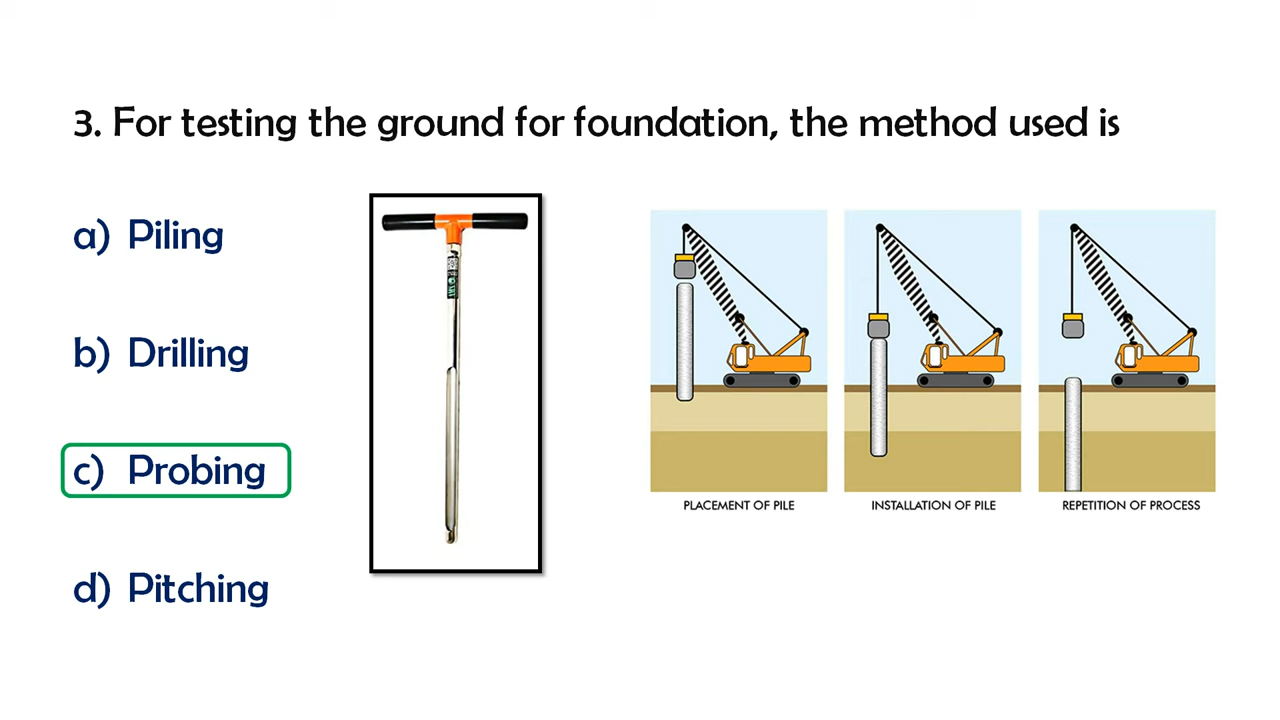 3. For testing the ground for foundation, the method used is
a) Piling
b) Drilling
c) Probing
d) Pitching
PLACEMENT OF PILE
INSTALLATION OF PILE
REPETITION OF PROCESS